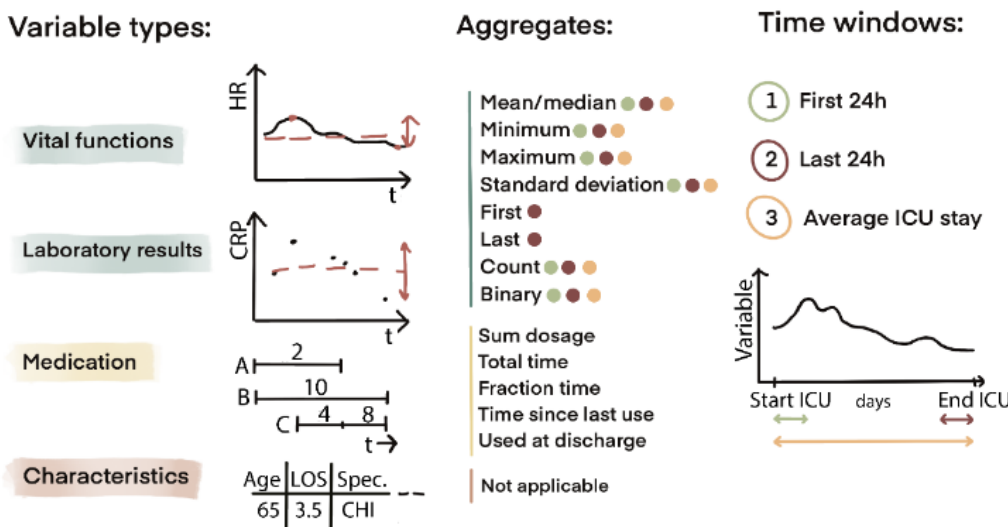 Variable types:
Vital functions
HR
t
Laboratory results
CRP
t
Medication
A 2
B 10
C 4 8
t
Characteristics
Age LOS Spec.
65 3.5 CHI
Aggregates:
Mean/median
Minimum
Maximum
Standard deviation
First
Last
Count
Binary
Sum dosage
Total time
Fraction time
Time since last use
Used at discharge
Not applicable
Time windows:
1 First 24h
2 Last 24h
3 Average ICU stay
Variable
Start ICU days End ICU